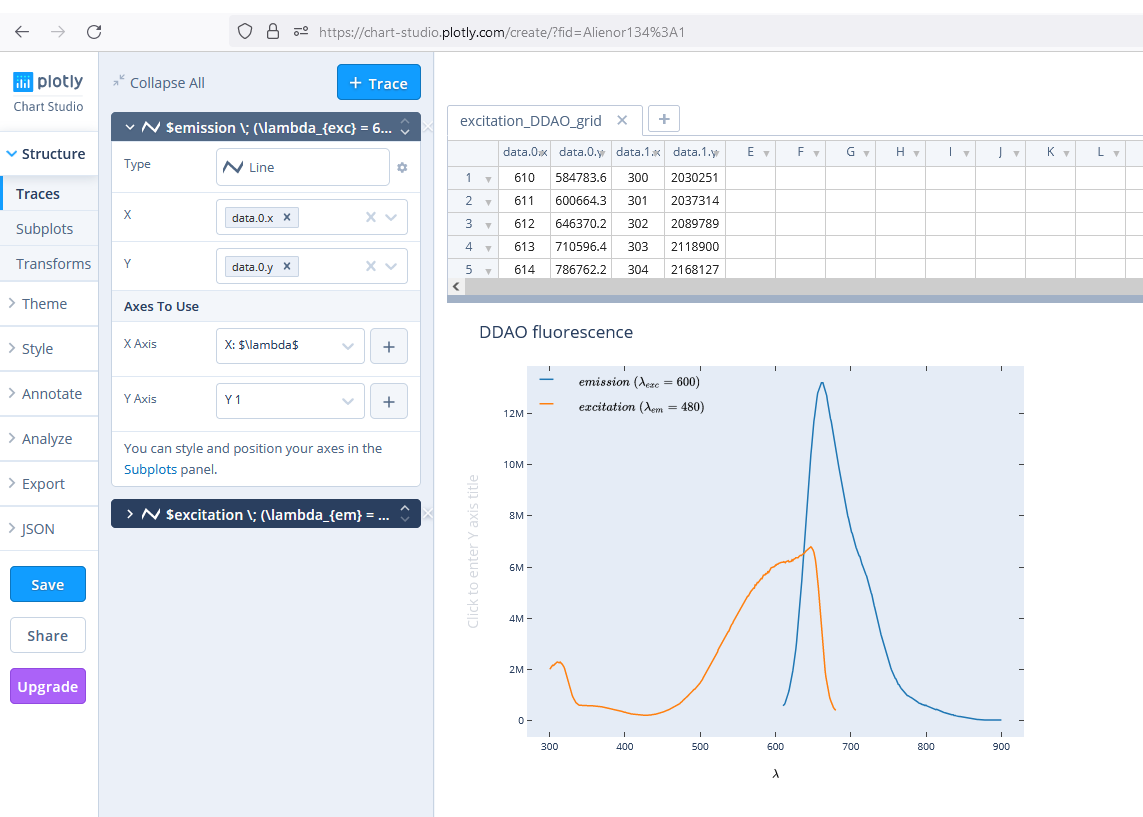 https://chart-studio.plotly.com/create/?fid=Alienor134%3A1
plotly
Chart Studio
Structure
Traces
Subplots
Transforms
Theme
Style
Annotate
Analyze
Export
JSON
Save
Share
Upgrade
Collapse All
+ Trace
$emission \; (\lambda_{exc} = 6...
Type
Line
X
data.0.x ×
Y
data.0.y ×
Axes To Use
X Axis
X: $\lambda$
+
Y Axis
Y 1
+
You can style and position your axes in the
Subplots panel.
$excitation \; (\lambda_{em} = ...
excitation_DDAO_grid ×
+
data.0.x data.0.y data.1.x data.1.y E F G H I J K L
1 610 584783.6 300 2030251
2 611 600664.3 301 2037314
3 612 646370.2 302 2089789
4 613 710596.4 303 2118900
5 614 786762.2 304 2168127
DDAO fluorescence
emission (λexc = 600)
excitation (λem = 480)
12M
10M
8M
6M
4M
2M
0
Click to enter Y axis title
300 400 500 600 700 800 900
λ